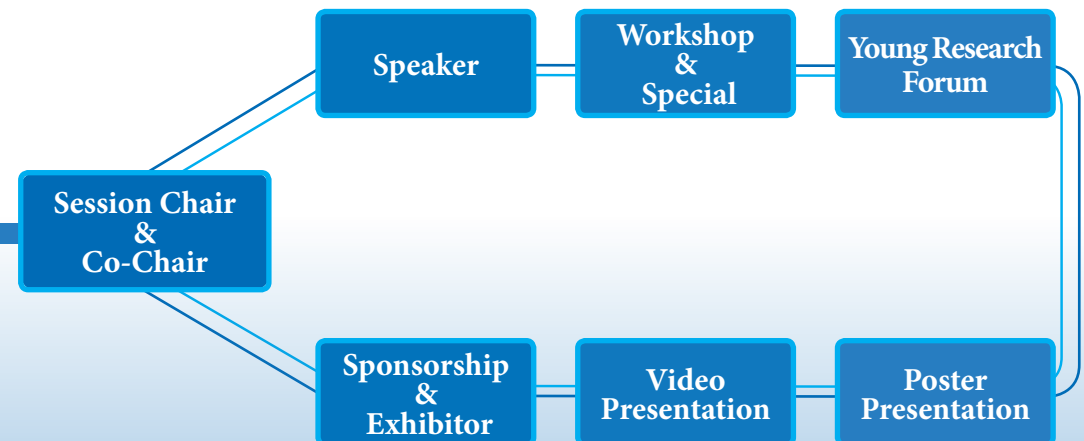 Speaker
Workshop
&
Special
Young Research
Forum
Session Chair
&
Co-Chair
Sponsorship
&
Exhibitor
Video
Presentation
Poster
Presentation